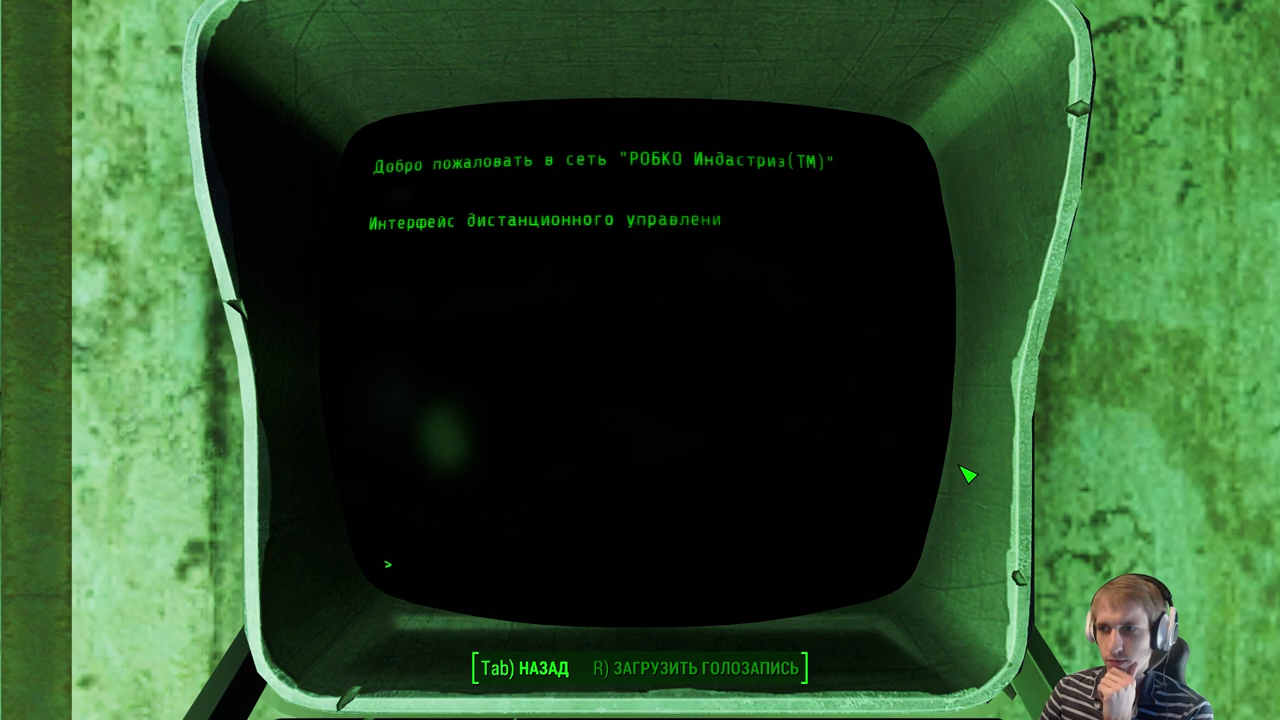 Добро пожаловать в сеть "РОБКО Индастриз(ТМ)"
Интерфейс дистанционного управлени
>
[Tab) НАЗАД R) ЗАГРУЗИТЬ ГОЛОЗАПИСЬ]